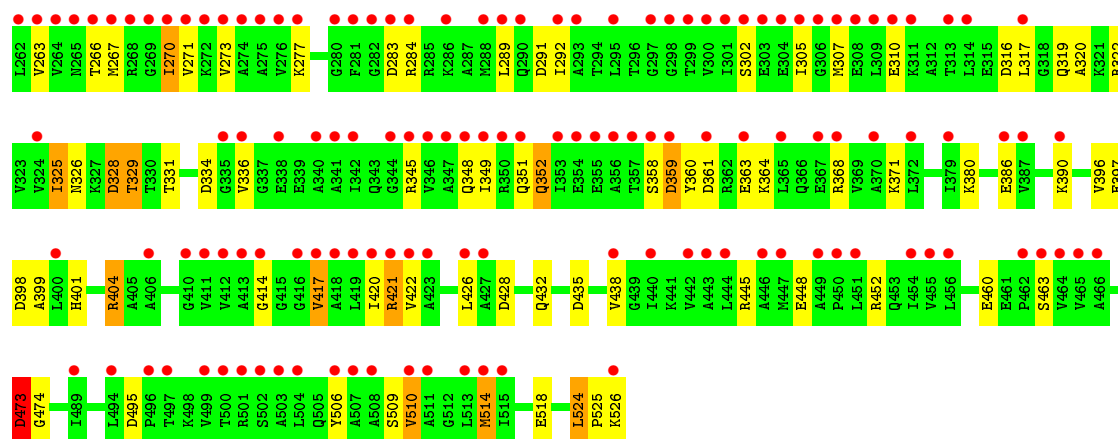 L262 V263 V264 N265 T266 M267 R268 G269 I270 V271 K272 V273 A274 A275 V276 K277 G280 F281 G282 D283 R284 R285 K286 A287 M288 L289 Q290 D291 I292 A293 T294 L295 T296 G297 G298 T299 V300 I301 S302 E303 E304 I305 G306 M307 E308 L309 E310 K311 A312 T313 L314 E315 D316 L317 G318 Q319 A320 K321 R322
V323 V324 I325 N326 K327 D328 T329 T330 T331 D334 G335 V336 G337 E338 E339 A340 A341 I342 Q343 G344 R345 V346 A347 Q348 I349 R350 Q351 Q352 I353 E354 E355 A356 T357 S358 D359 Y360 D361 R362 E363 K364 L365 Q366 E367 R368 V369 A370 K371 L372 I379 K380 E386 V387 K390 V396 E397
D398 A399 L400 H401 R404 A405 A406 G410 V411 V412 A413 G414 G415 G416 V417 A418 L419 I420 R421 V422 A423 L426 A427 D428 Q432 D435 V438 G439 I440 K441 V442 A443 L444 R445 A446 M447 E448 A449 P450 L451 R452 Q453 I454 V455 L456 E460 E461 P462 S463 V464 V465 A466
D473 G474 I489 L494 D495 P496 T497 K498 V499 T500 R501 S502 A503 L504 Q505 Y506 A507 A508 S509 V510 A511 G512 L513 M514 I515 E518 L524 P525 K526